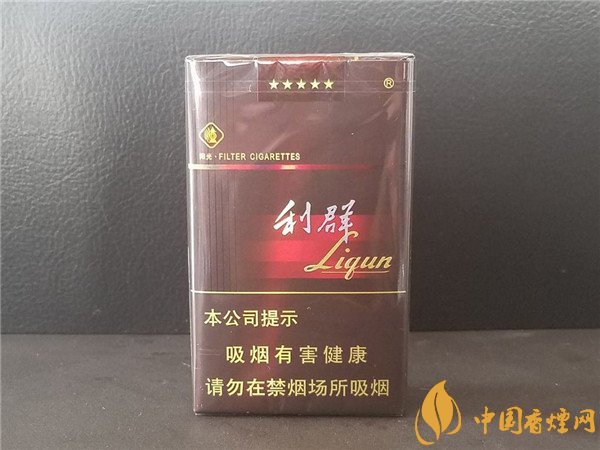 ★★★★★ ®
阳光·FILTER CIGARETTES
利群
Liqun
本公司提示
吸烟有害健康
请勿在禁烟场所吸烟
中国香烟网